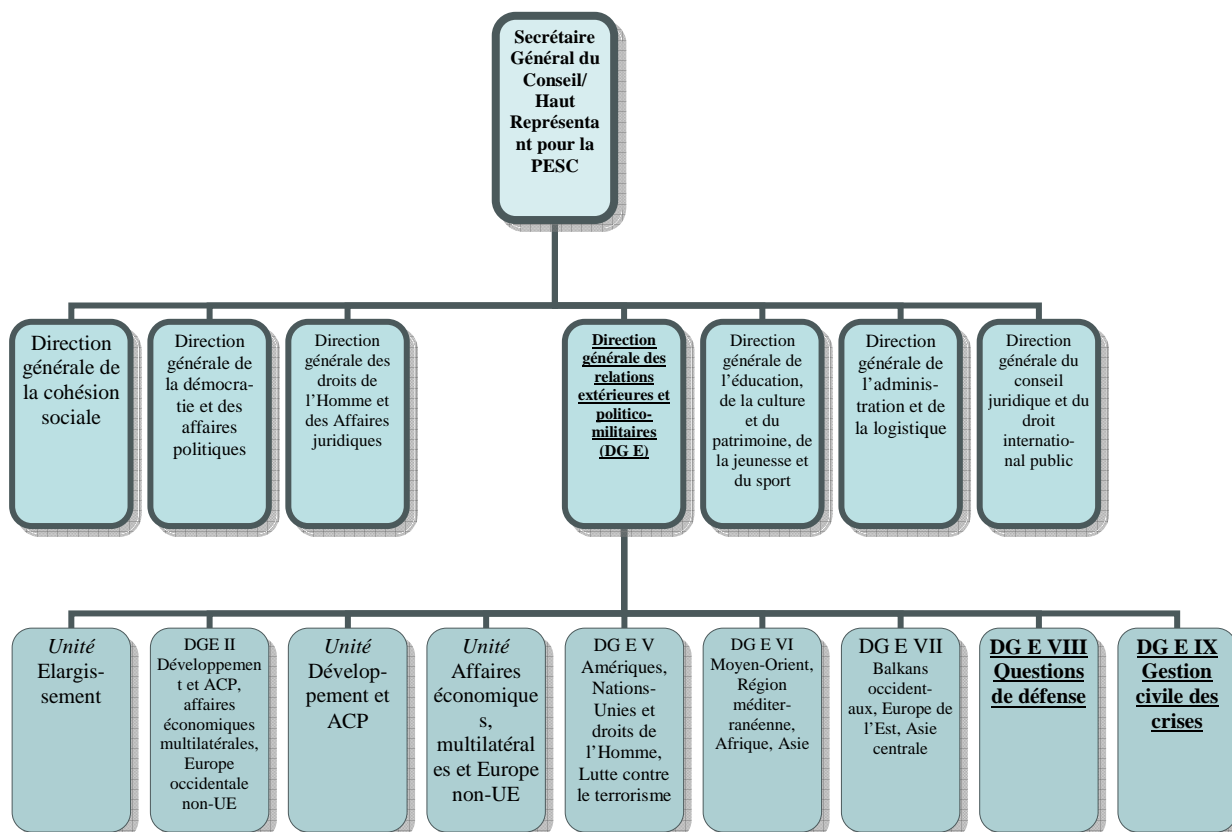 Secrétaire
Général du
Conseil/
Haut
Représenta
nt pour la
PESC
Direction
générale de
la cohésion
sociale
Direction
générale de
la démocra-
tie et des
affaires
politiques
Direction
générale des
droits de
l’Homme et
des Affaires
juridiques
Direction
générale des
relations
extérieures et
politico-
militaires
(DG E)
Direction
générale de
l’éducation,
de la culture
et du
patrimoine, de
la jeunesse et
du sport
Direction
générale de
l’adminis-
tration et de
la logistique
Direction
générale du
conseil
juridique et du
droit
internatio-
nal public
Unité
Elargis-
sement
DGE II
Développemen
t et ACP,
affaires
économiques
multilatérales,
Europe
occidentale
non-UE
Unité
Dévelop-
pement et
ACP
Unité
Affaires
économique
s,
multilatéral
es et Europe
non-UE
DG E V
Amériques,
Nations-
Unies et
droits de
l’Homme,
Lutte contre
le terrorisme
DG E VI
Moyen-Orient,
Région
méditer-
ranéenne,
Afrique, Asie
DG E VII
Balkans
occident-
aux, Europe de
l’Est, Asie
centrale
DG E VIII
Questions
de défense
DG E IX
Gestion
civile des
crises